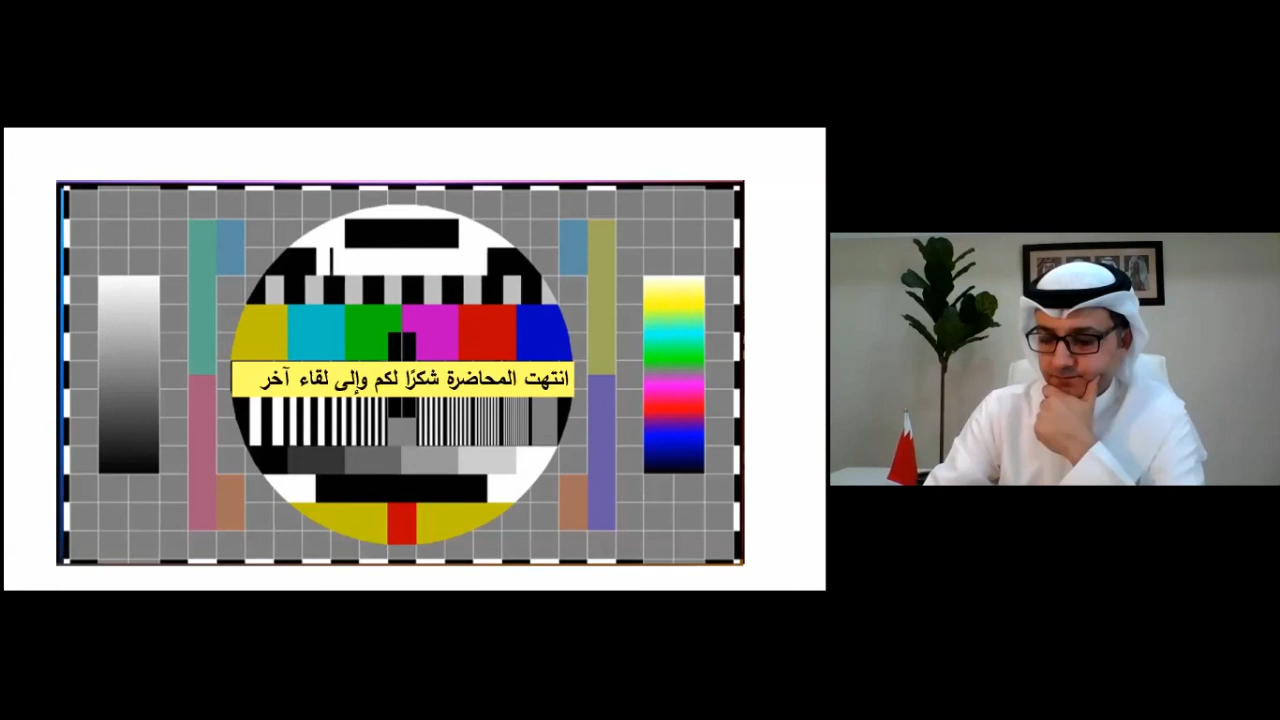 انتهت المحاضرة شكرًا لكم وإلى لقاء آخر